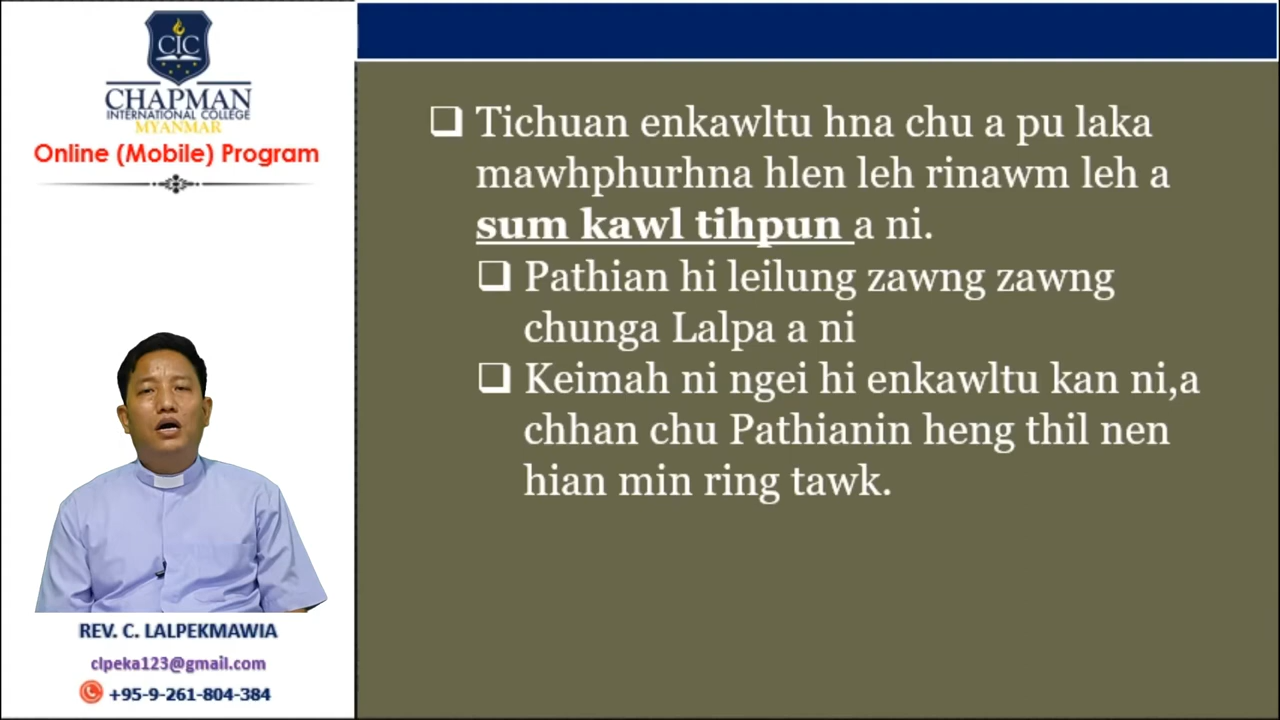 CIC
CHAPMAN
INTERNATIONAL COLLEGE
MYANMAR
Online (Mobile) Program
REV. C. LALPEKMAWIA
clpeka123@gmail.com
+95-9-261-804-384
Tichuan enkawltu hna chu a pu laka
mawhphurhna hlen leh rinawm leh a
sum kawl tihpun a ni.
Pathian hi leilung zawng zawng
chunga Lalpa a ni
Keimah ni ngei hi enkawltu kan ni,a
chhan chu Pathianin heng thil nen
hian min ring tawk.